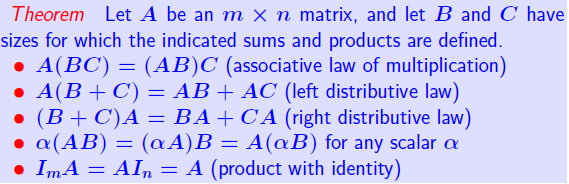 Theorem Let A be an m × n matrix, and let B and C have
sizes for which the indicated sums and products are defined.
• A(BC) = (AB)C (associative law of multiplication)
• A(B + C) = AB + AC (left distributive law)
• (B + C)A = BA + CA (right distributive law)
• α(AB) = (αA)B = A(αB) for any scalar α
• IₘA = AIₙ = A (product with identity)